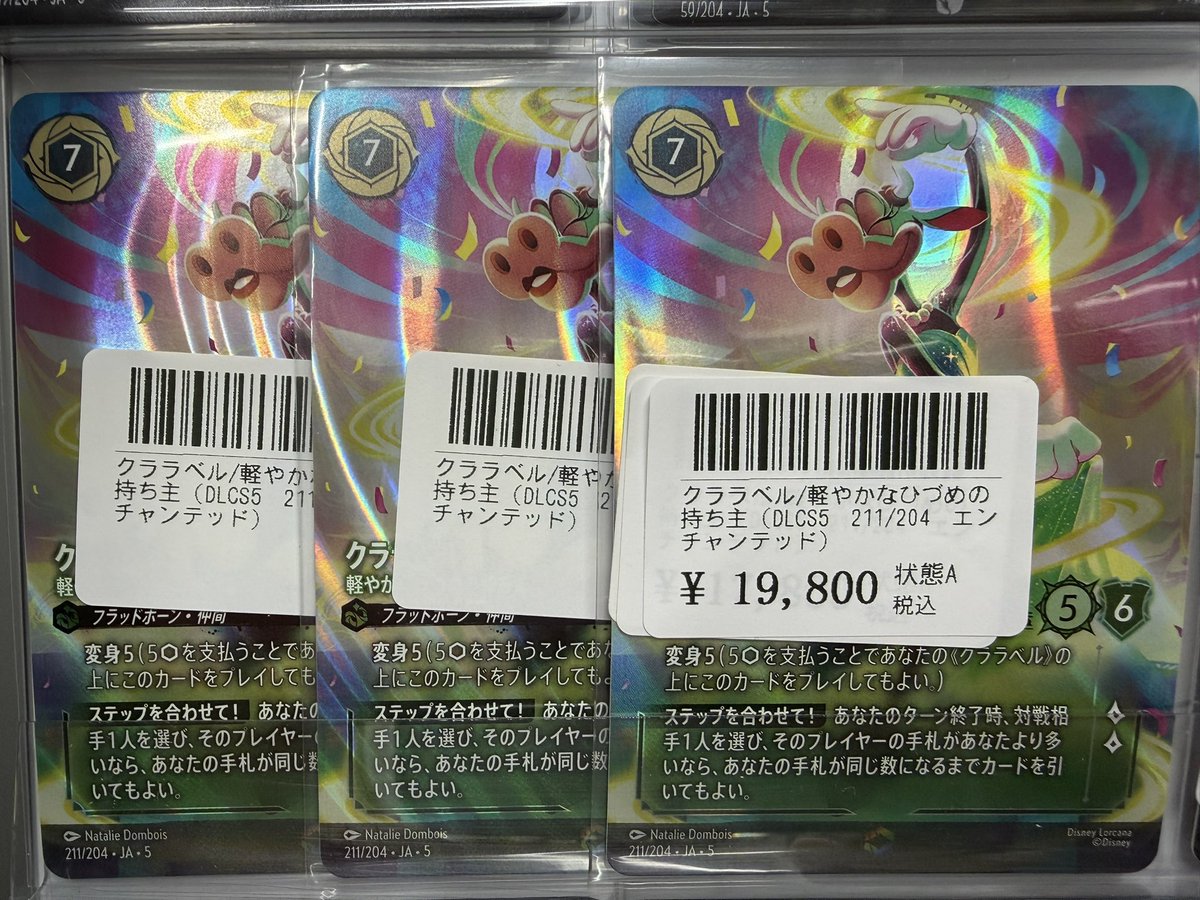 59/204 • JA • 5
7
クララベル/軽やか
持ち主（DLCS5 211
チャンテッド）
軽やか
フラッドボーン・仲間
変身5(5⬡を支払うことであなた
上にこのカードをプレイしても
ステップを合わせて！ あなたの
手1人を選び、そのプレイヤー
いなら、あなたの手札が同じ数
いてもよい。
Natalie Dombois
211/204 • JA • 5
7
クララベル/軽や
持ち主（DLCS5 2
チャンテッド）
クラ
軽やか
フラッドボーン・仲間
変身5(5⬡を支払うことであなた
上にこのカードをプレイしても
ステップを合わせて！ あなたの
手1人を選び、そのプレイヤーの
いなら、あなたの手札が同じ数
いてもよい。
Natalie Dombois
211/204 • JA • 5
7
クララベル/軽やかなひづめの
持ち主（DLCS5 211/204 エン
チャンテッド）
¥ 19,800 状態A
税込
5 6
変身5(5⬡を支払うことであなたの《クララベル》の
上にこのカードをプレイしてもよい。)
ステップを合わせて！ あなたのターン終了時、対戦相
手1人を選び、そのプレイヤーの手札があなたより多
いなら、あなたの手札が同じ数になるまでカードを引
いてもよい。
Natalie Dombois
211/204 • JA • 5
Disney Lorcana
©Disney